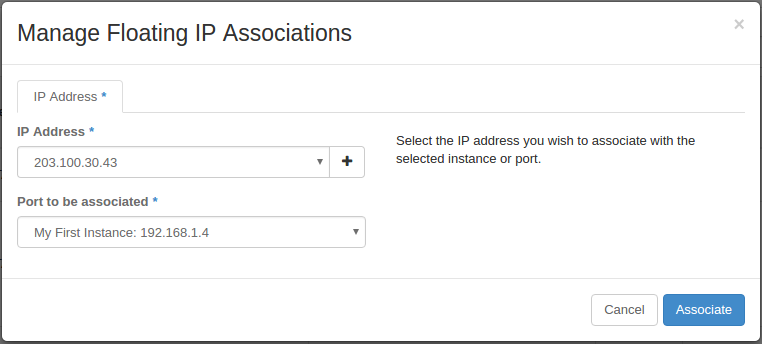 Manage Floating IP Associations
×
IP Address *
IP Address *
203.100.30.43
Select the IP address you wish to associate with the
selected instance or port.
Port to be associated *
My First Instance: 192.168.1.4
Cancel
Associate